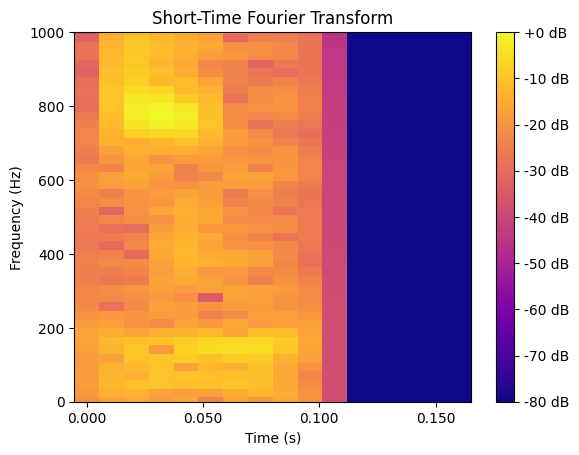 Short-Time Fourier Transform
1000
800
600
400
200
0
Frequency (Hz)
0.000
0.050
0.100
0.150
Time (s)
+0 dB
-10 dB
-20 dB
-30 dB
-40 dB
-50 dB
-60 dB
-70 dB
-80 dB